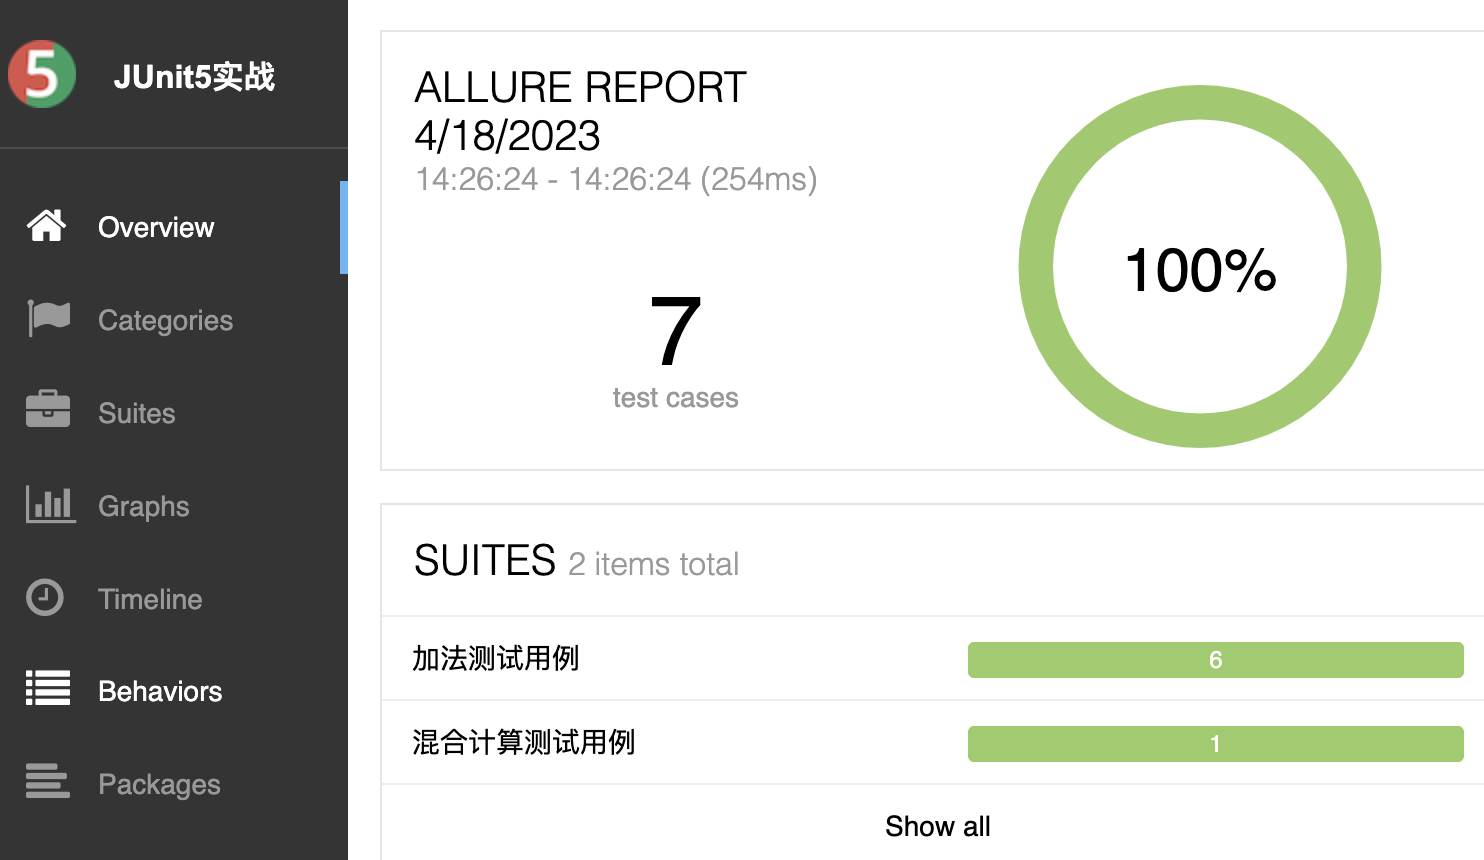 5
JUnit5实战
Overview
Categories
Suites
Graphs
Timeline
Behaviors
Packages
ALLURE REPORT
4/18/2023
14:26:24 - 14:26:24 (254ms)
7
test cases
100%
SUITES 2 items total
加法测试用例 6
混合计算测试用例 1
Show all